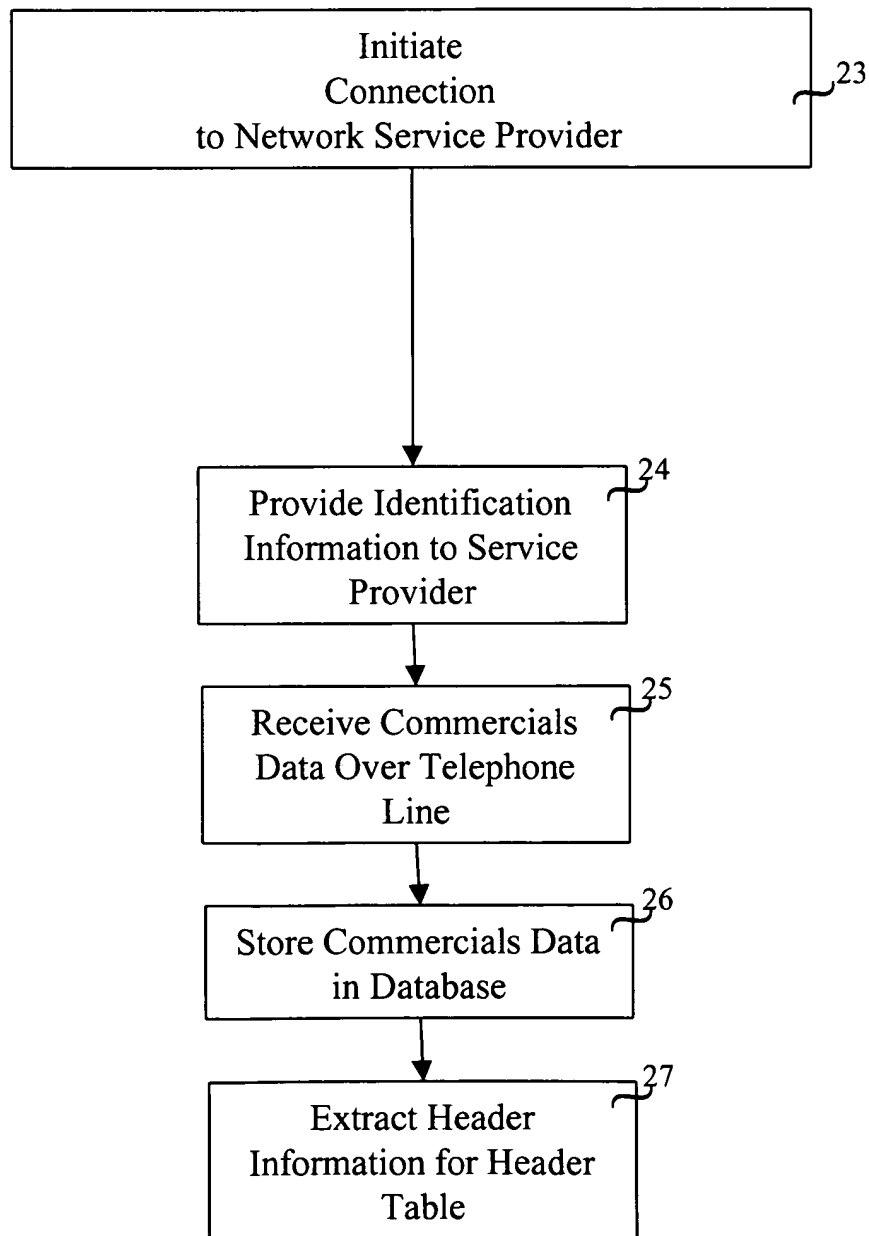 Initiate
Connection
to Network Service Provider
23
24
Provide Identification
Information to Service
Provider
25
Receive Commercials
Data Over Telephone
Line
26
Store Commercials Data
in Database
27
Extract Header
Information for Header
Table